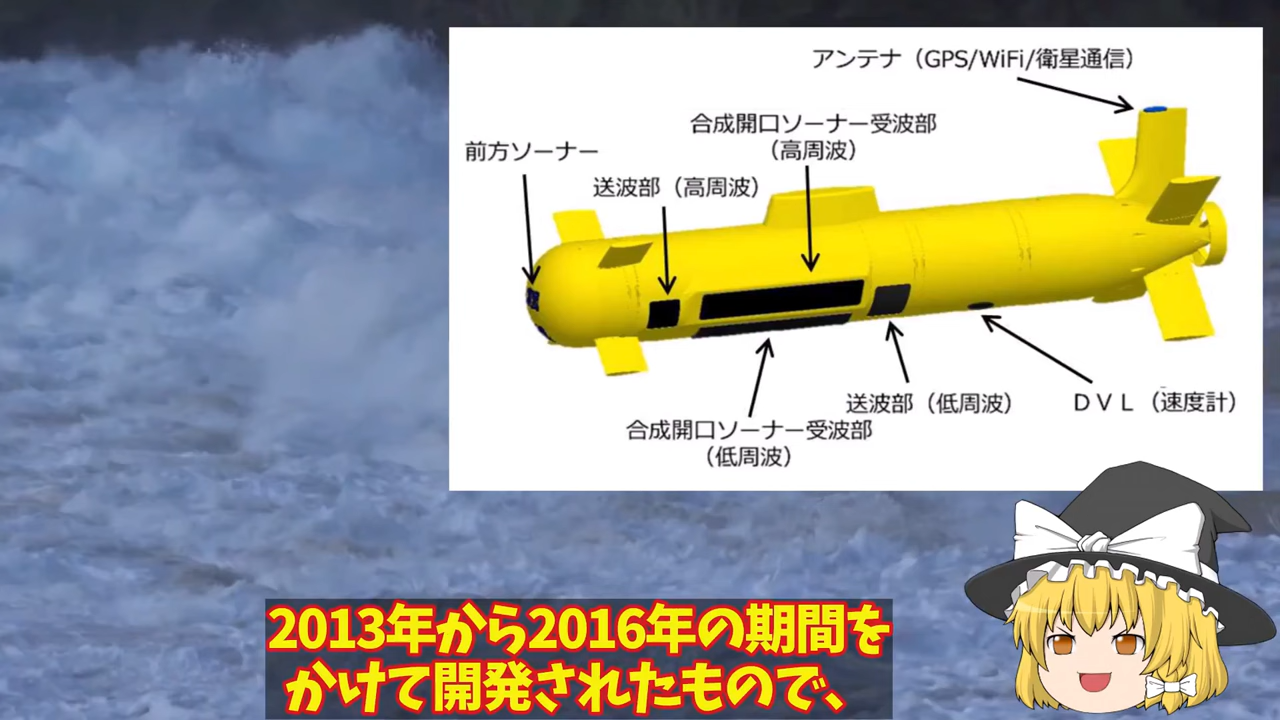 アンテナ（GPS/WiFi/衛星通信）
合成開口ソーナー受波部
（高周波）
前方ソーナー
送波部（高周波）
送波部（低周波）
ＤＶＬ（速度計）
合成開口ソーナー受波部
（低周波）
2013年から2016年の期間を
かけて開発されたもので、